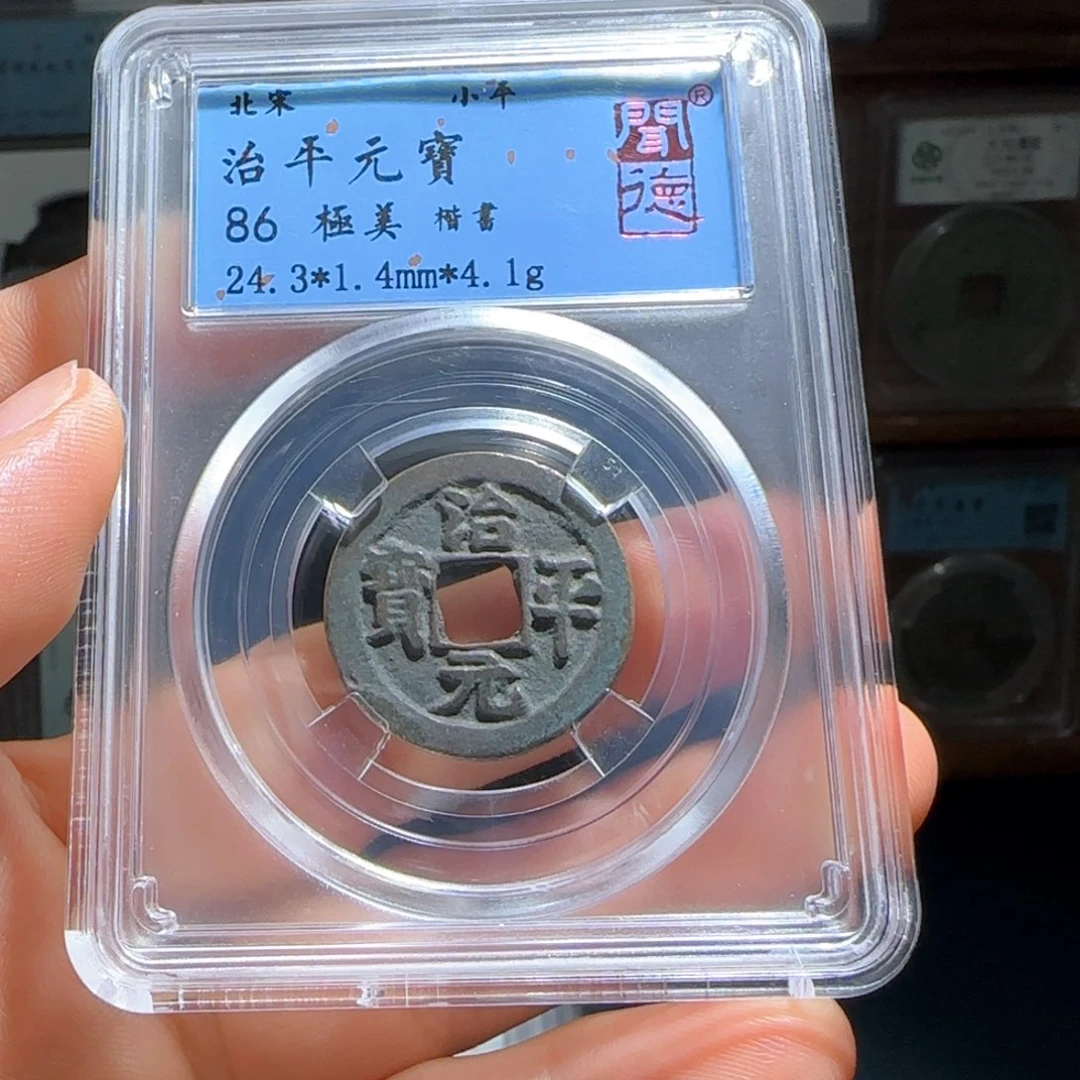 北宋 小平
治平元寶
86 極美 楷書
24.3*1.4mm*4.1g
聞德
®
治平元寶